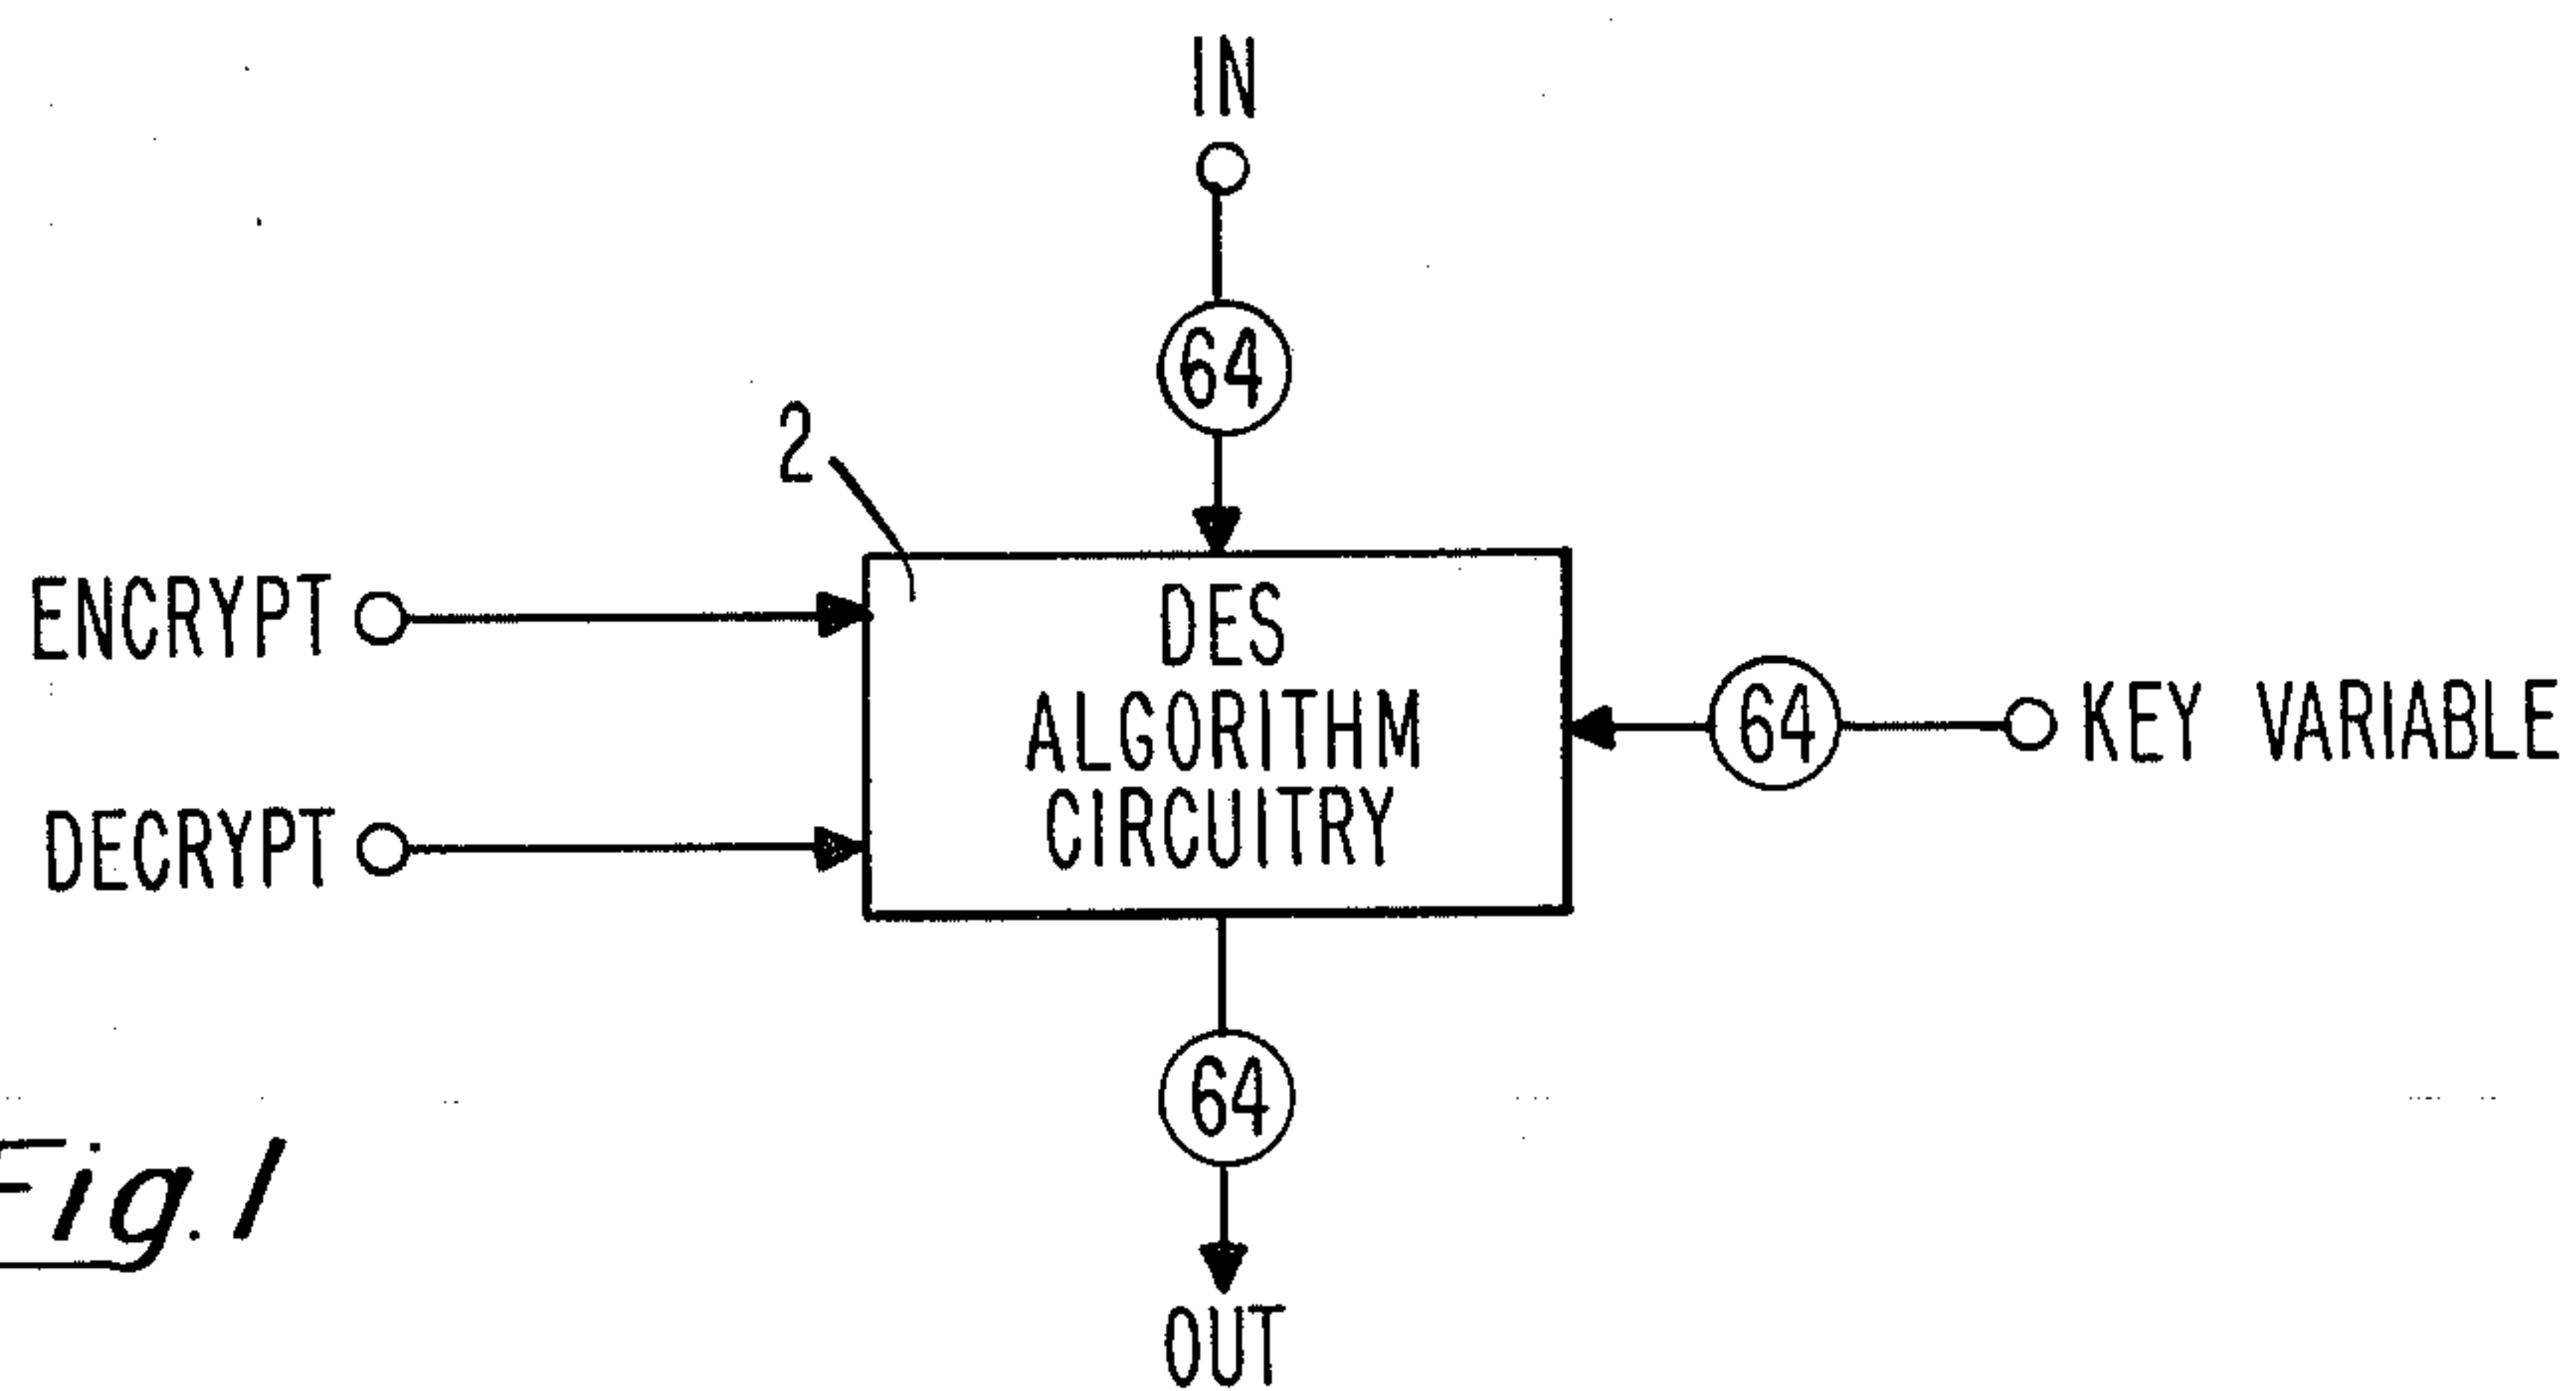 IN
64
2
ENCRYPT
DES
ALGORITHM
CIRCUITRY
64
KEY VARIABLE
DECRYPT
64
Fig. 1
OUT